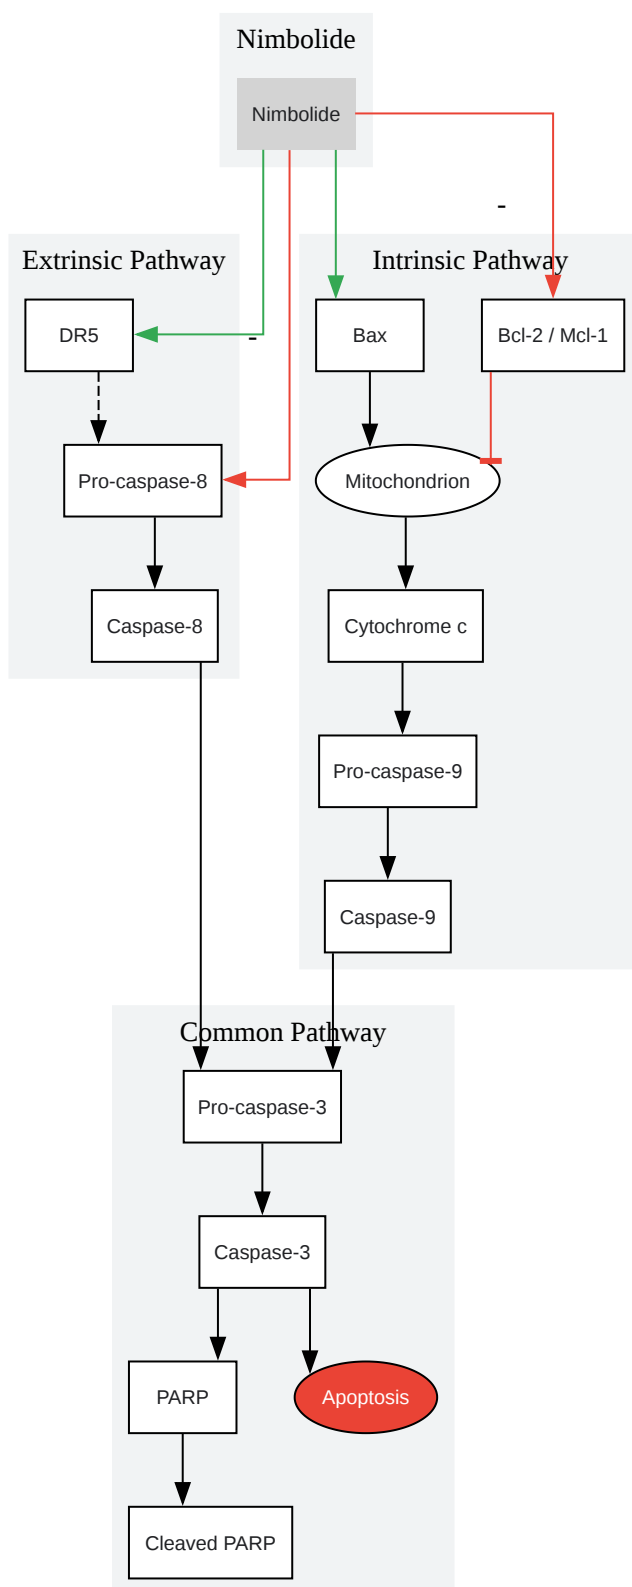 Nimbolide
Nimbolide
-
Extrinsic Pathway
Intrinsic Pathway
DR5
-
Bax
Bcl-2 / Mcl-1
Pro-caspase-8
Mitochondrion
Caspase-8
Cytochrome c
Pro-caspase-9
Caspase-9
Common Pathway
Pro-caspase-3
Caspase-3
PARP
Apoptosis
Cleaved PARP